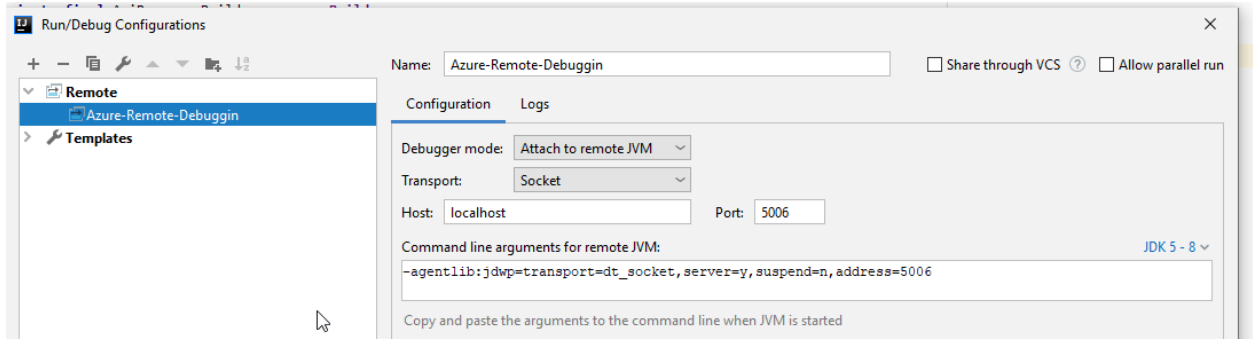 Run/Debug Configurations
Name: Azure-Remote-Debuggin Share through VCS ? Allow parallel run
Remote
Azure-Remote-Debuggin
Templates
Configuration Logs
Debugger mode: Attach to remote JVM
Transport: Socket
Host: localhost Port: 5006
Command line arguments for remote JVM: JDK 5 - 8
-agentlib:jdwp=transport=dt_socket,server=y,suspend=n,address=5006
Copy and paste the arguments to the command line when JVM is started